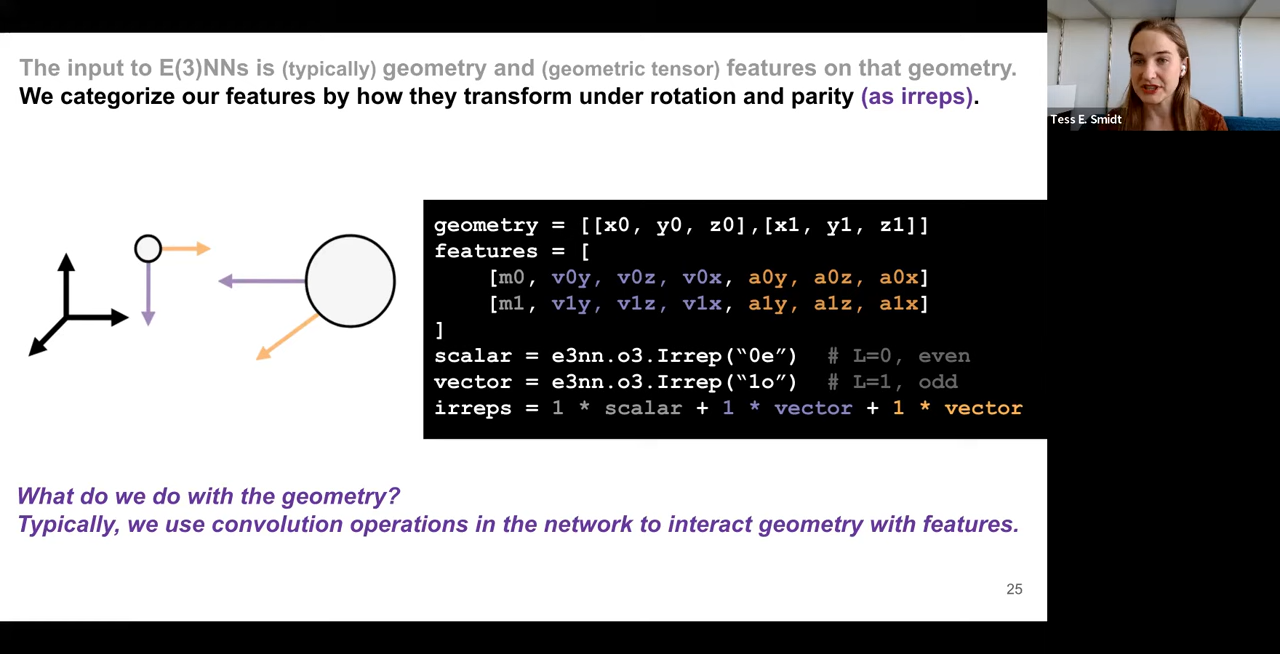 The input to E(3)NNs is (typically) geometry and (geometric tensor) features on that geometry.
We categorize our features by how they transform under rotation and parity (as irreps).
Tess E. Smidt
geometry = [[x0, y0, z0],[x1, y1, z1]]
features = [
[m0, v0y, v0z, v0x, a0y, a0z, a0x]
[m1, v1y, v1z, v1x, a1y, a1z, a1x]
]
scalar = e3nn.o3.Irrep(“0e”) # L=0, even
vector = e3nn.o3.Irrep(“1o”) # L=1, odd
irreps = 1 * scalar + 1 * vector + 1 * vector
What do we do with the geometry?
Typically, we use convolution operations in the network to interact geometry with features.
25